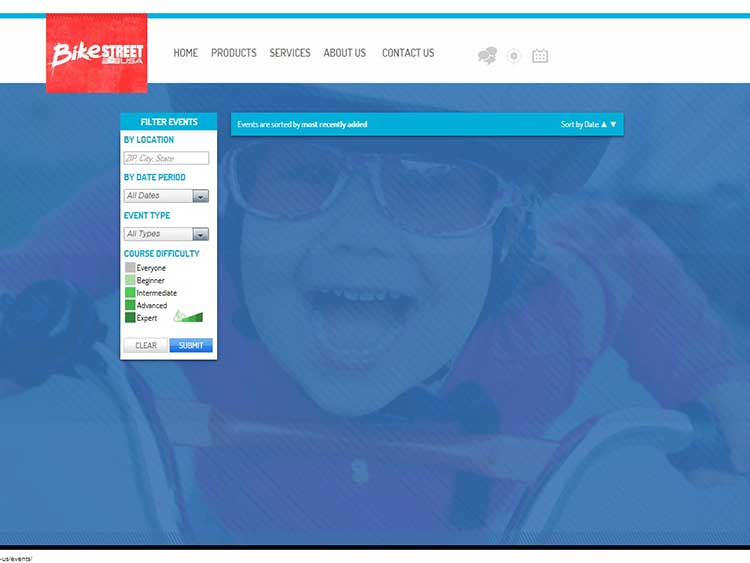 BikeSTREET
USA
HOME PRODUCTS SERVICES ABOUT US CONTACT US
FILTER EVENTS
Events are sorted by most recently added
Sort by Date ▲ ▼
BY LOCATION
ZIP, City, State
BY DATE PERIOD
All Dates
EVENT TYPE
All Types
COURSE DIFFICULTY
Everyone
Beginner
Intermediate
Advanced
Expert
CLEAR SUBMIT
-us/events/